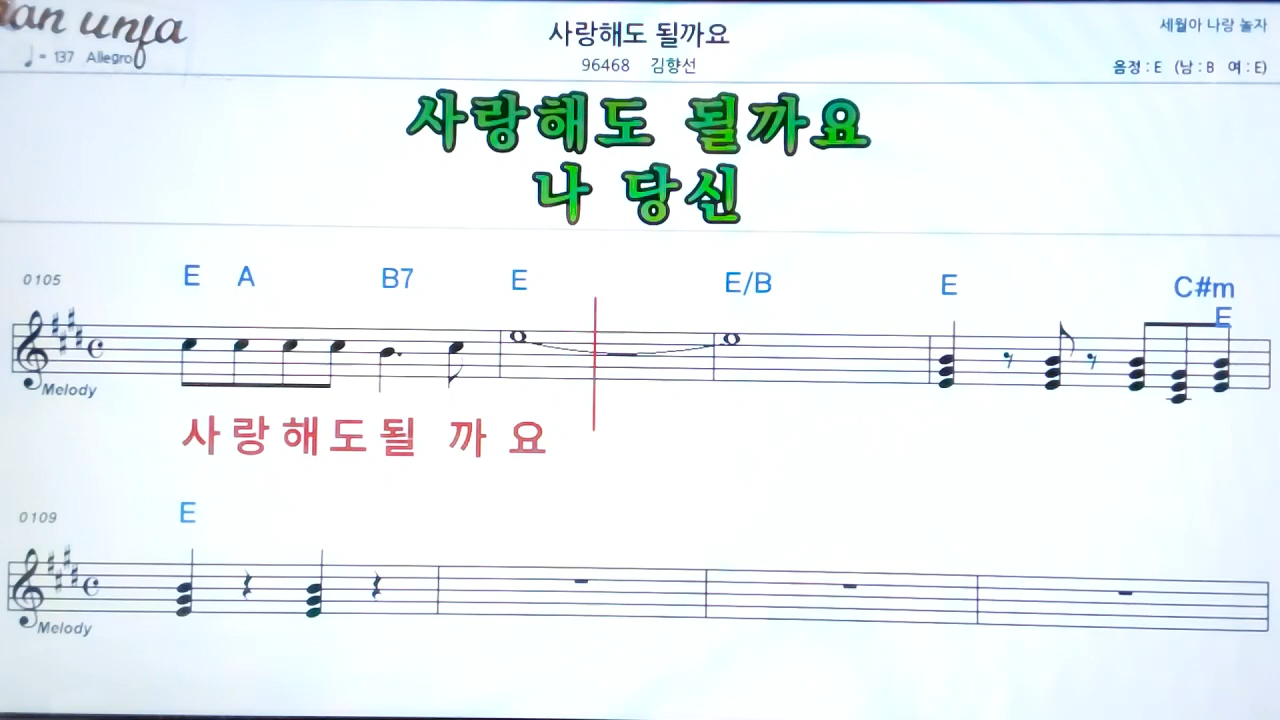 사랑해도 될까요
세월아 나랑 놀자
♩= 137 Allegro
96468 김향선
음정 : E (남 : B 여 : E)
사랑해도 될까요
나 당신
0105
E A B7 E E/B E C#m E
Melody
사 랑 해 도 될 까 요
0109
E
Melody